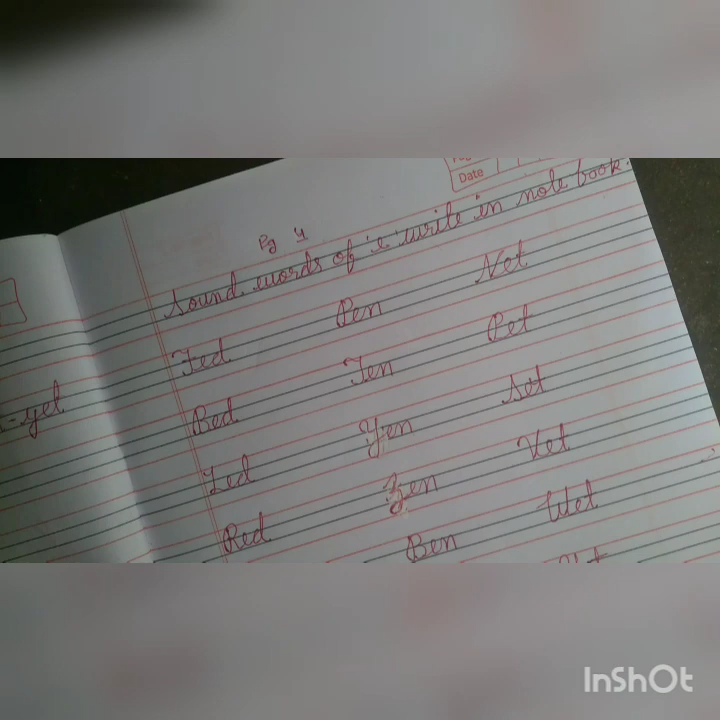 Date
Pg 4
Sound words of 'e' write in note book.
Fed Pen Net
Bed Ten Pet
Led Yen Set
Red Zen Vet
Ben Wet
-yet
InShOt